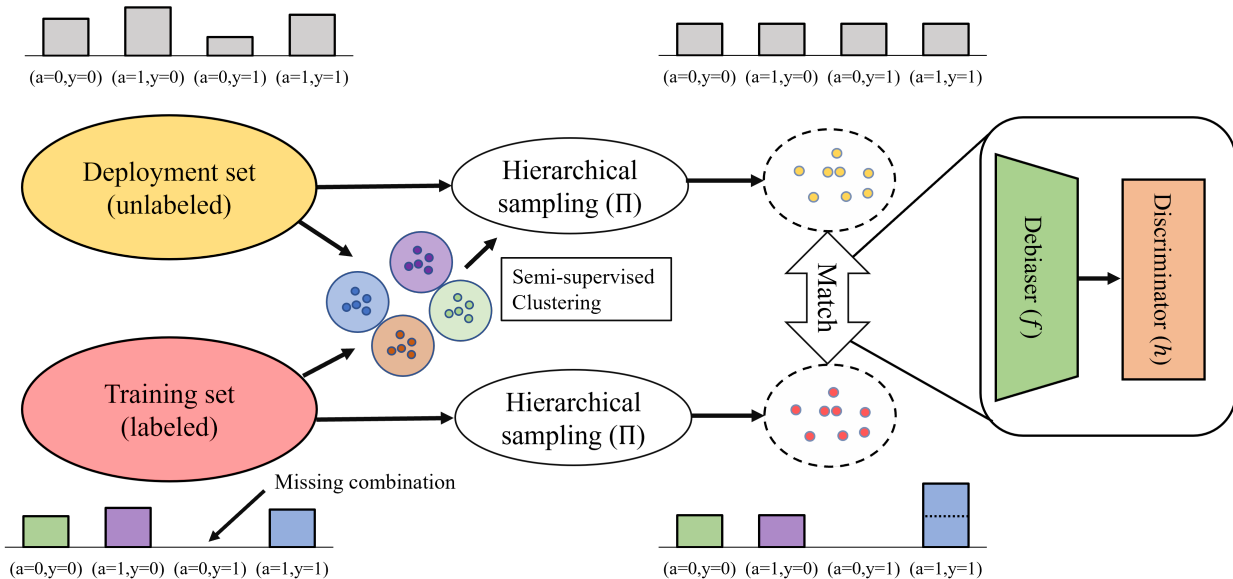 (a=0,y=0) (a=1,y=0) (a=0,y=1) (a=1,y=1)
(a=0,y=0) (a=1,y=0) (a=0,y=1) (a=1,y=1)
Deployment set
(unlabeled)
Hierarchical
sampling (Π)
Semi-supervised
Clustering
Match
Debiaser (f)
Discriminator (h)
Training set
(labeled)
Hierarchical
sampling (Π)
Missing combination
(a=0,y=0) (a=1,y=0) (a=0,y=1) (a=1,y=1)
(a=0,y=0) (a=1,y=0) (a=0,y=1) (a=1,y=1)